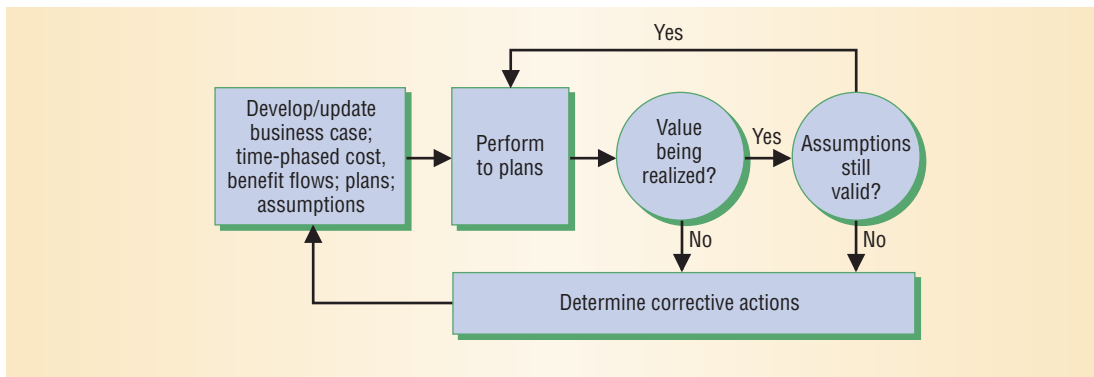 Yes
Develop/update
business case;
time-phased cost,
benefit flows; plans;
assumptions
Perform
to plans
Value
being
realized?
Yes
Assumptions
still
valid?
No
No
Determine corrective actions